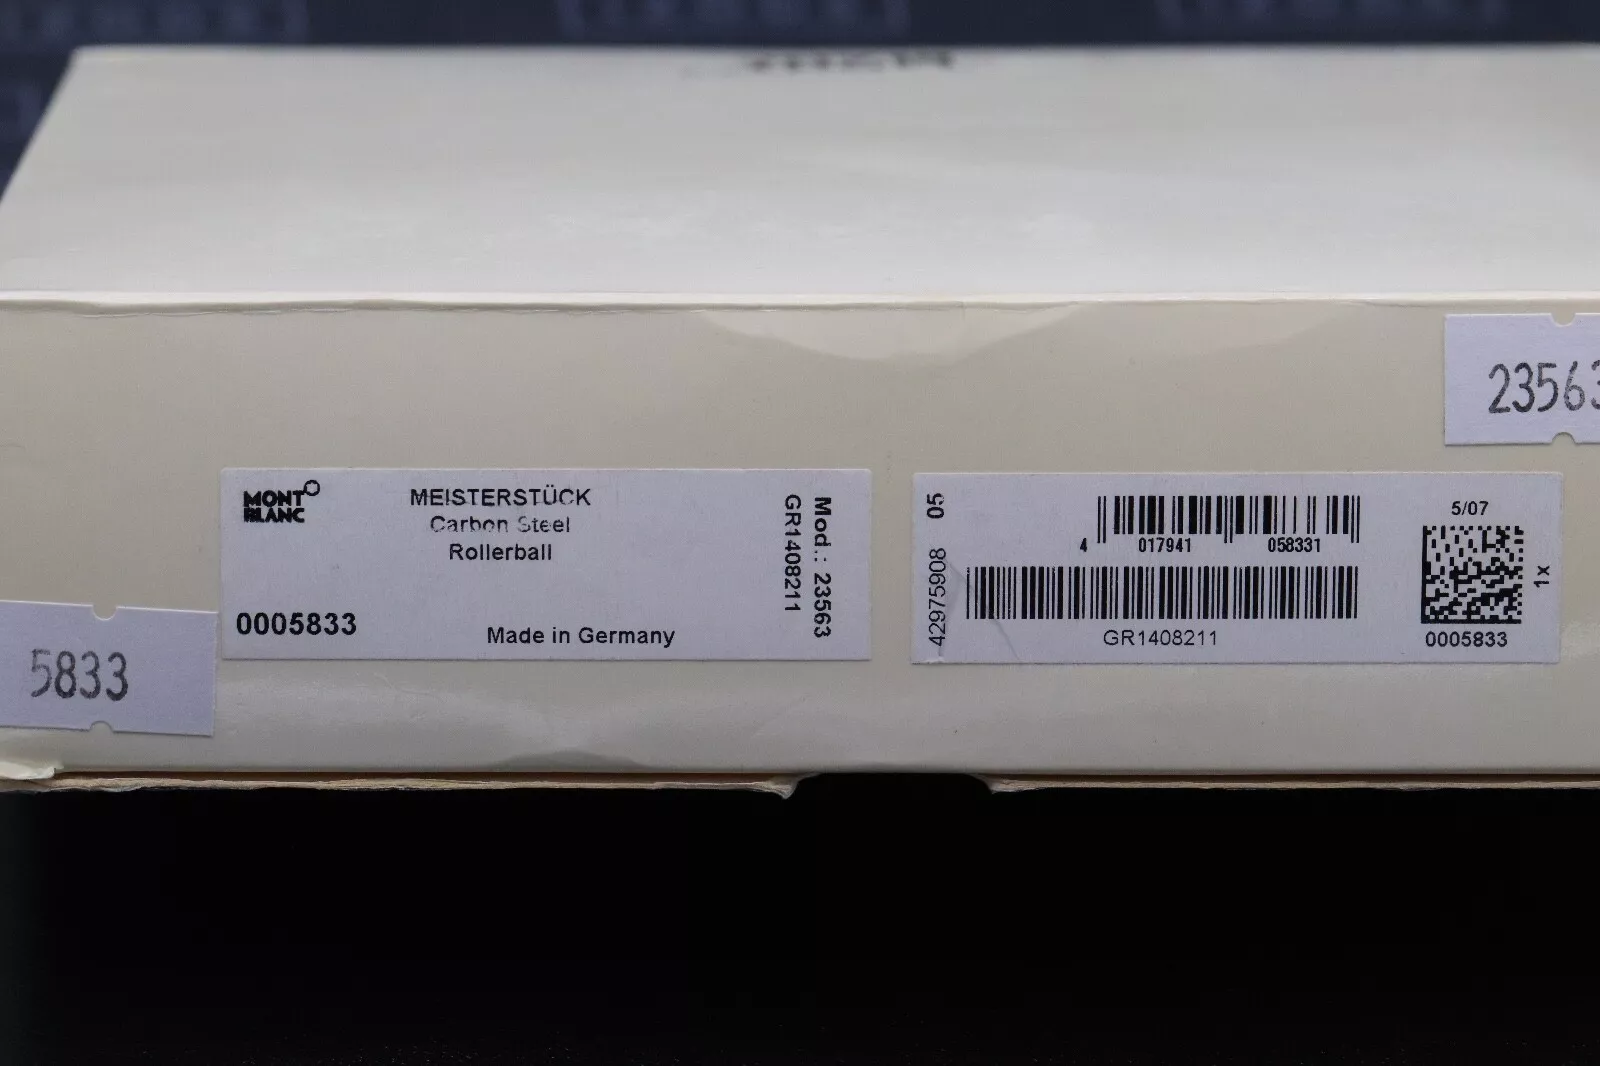 23563
MONT
BLANC
MEISTERSTÜCK
Carbon Steel
Rollerball
0005833
Made in Germany
Mod.: 23563
GR1408211
5833
42975908 05
4 017941 058331
GR1408211
5/07
1x
0005833